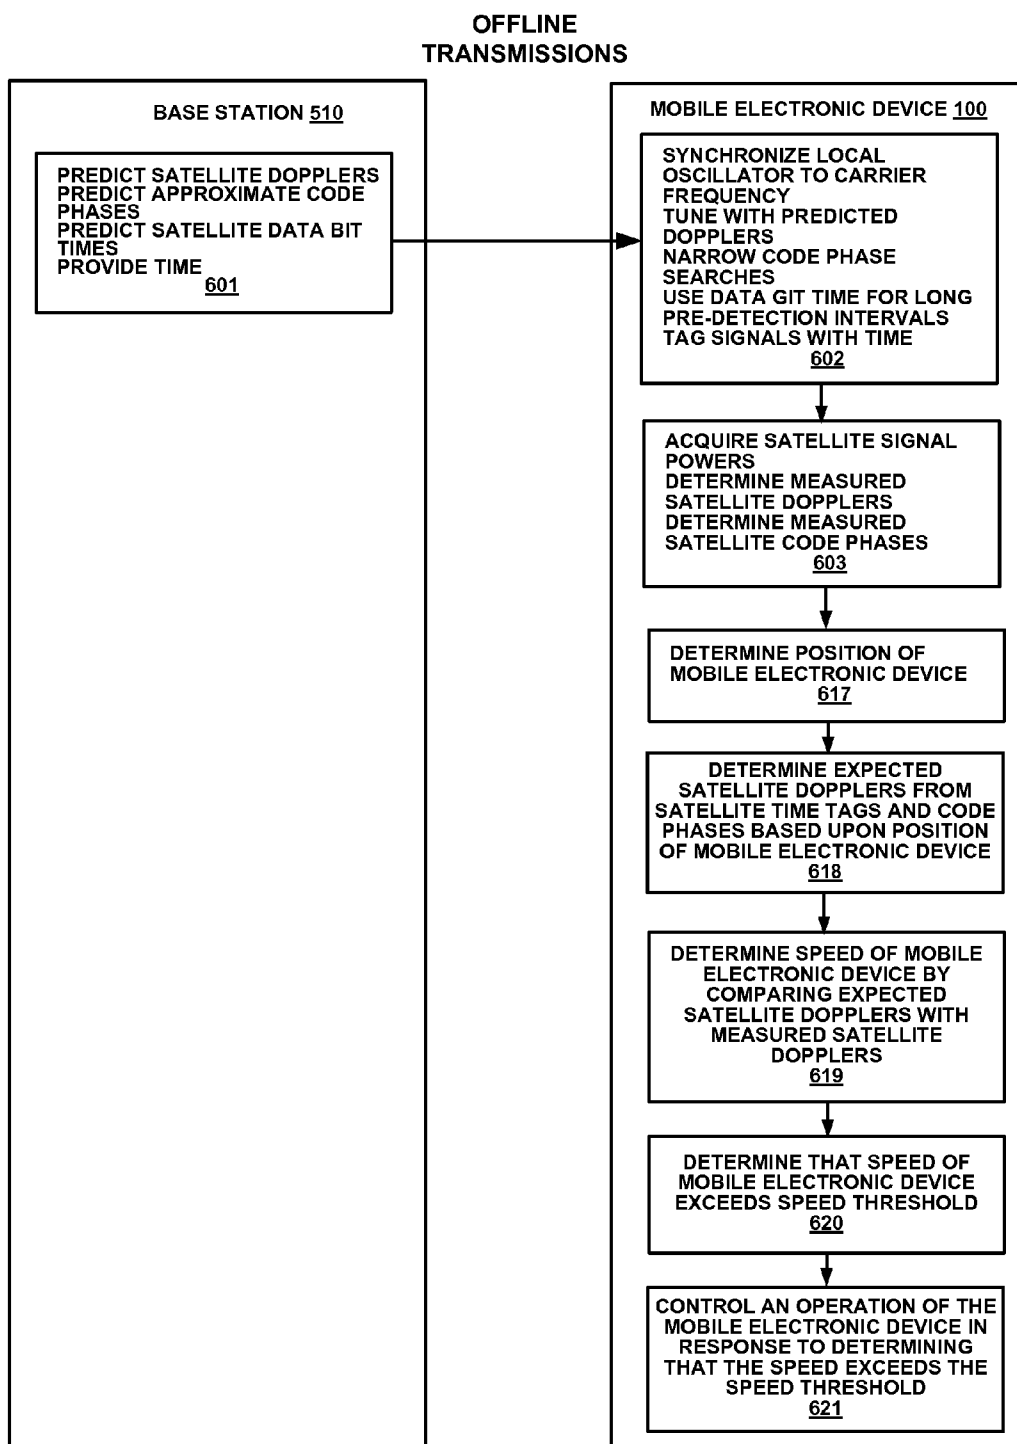 OFFLINE
TRANSMISSIONS
BASE STATION 510
PREDICT SATELLITE DOPPLERS
PREDICT APPROXIMATE CODE
PHASES
PREDICT SATELLITE DATA BIT
TIMES
PROVIDE TIME
601
MOBILE ELECTRONIC DEVICE 100
SYNCHRONIZE LOCAL
OSCILLATOR TO CARRIER
FREQUENCY
TUNE WITH PREDICTED
DOPPLERS
NARROW CODE PHASE
SEARCHES
USE DATA GIT TIME FOR LONG
PRE-DETECTION INTERVALS
TAG SIGNALS WITH TIME
602
ACQUIRE SATELLITE SIGNAL
POWERS
DETERMINE MEASURED
SATELLITE DOPPLERS
DETERMINE MEASURED
SATELLITE CODE PHASES
603
DETERMINE POSITION OF
MOBILE ELECTRONIC DEVICE
617
DETERMINE EXPECTED
SATELLITE DOPPLERS FROM
SATELLITE TIME TAGS AND CODE
PHASES BASED UPON POSITION
OF MOBILE ELECTRONIC DEVICE
618
DETERMINE SPEED OF MOBILE
ELECTRONIC DEVICE BY
COMPARING EXPECTED
SATELLITE DOPPLERS WITH
MEASURED SATELLITE
DOPPLERS
619
DETERMINE THAT SPEED OF
MOBILE ELECTRONIC DEVICE
EXCEEDS SPEED THRESHOLD
620
CONTROL AN OPERATION OF THE
MOBILE ELECTRONIC DEVICE IN
RESPONSE TO DETERMINING
THAT THE SPEED EXCEEDS THE
SPEED THRESHOLD
621